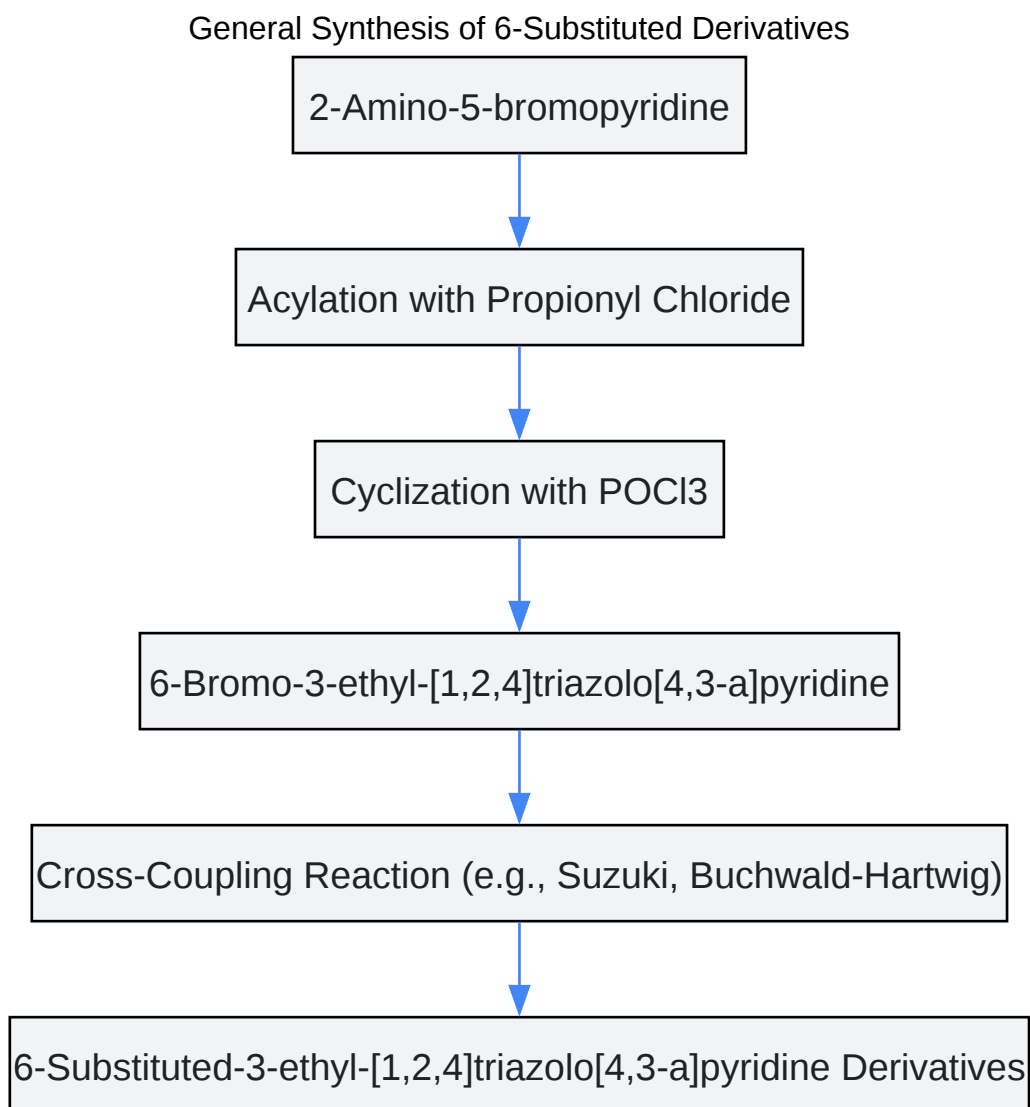 General Synthesis of 6-Substituted Derivatives
2-Amino-5-bromopyridine
Acylation with Propionyl Chloride
Cyclization with POCl3
6-Bromo-3-ethyl-[1,2,4]triazolo[4,3-a]pyridine
Cross-Coupling Reaction (e.g., Suzuki, Buchwald-Hartwig)
6-Substituted-3-ethyl-[1,2,4]triazolo[4,3-a]pyridine Derivatives